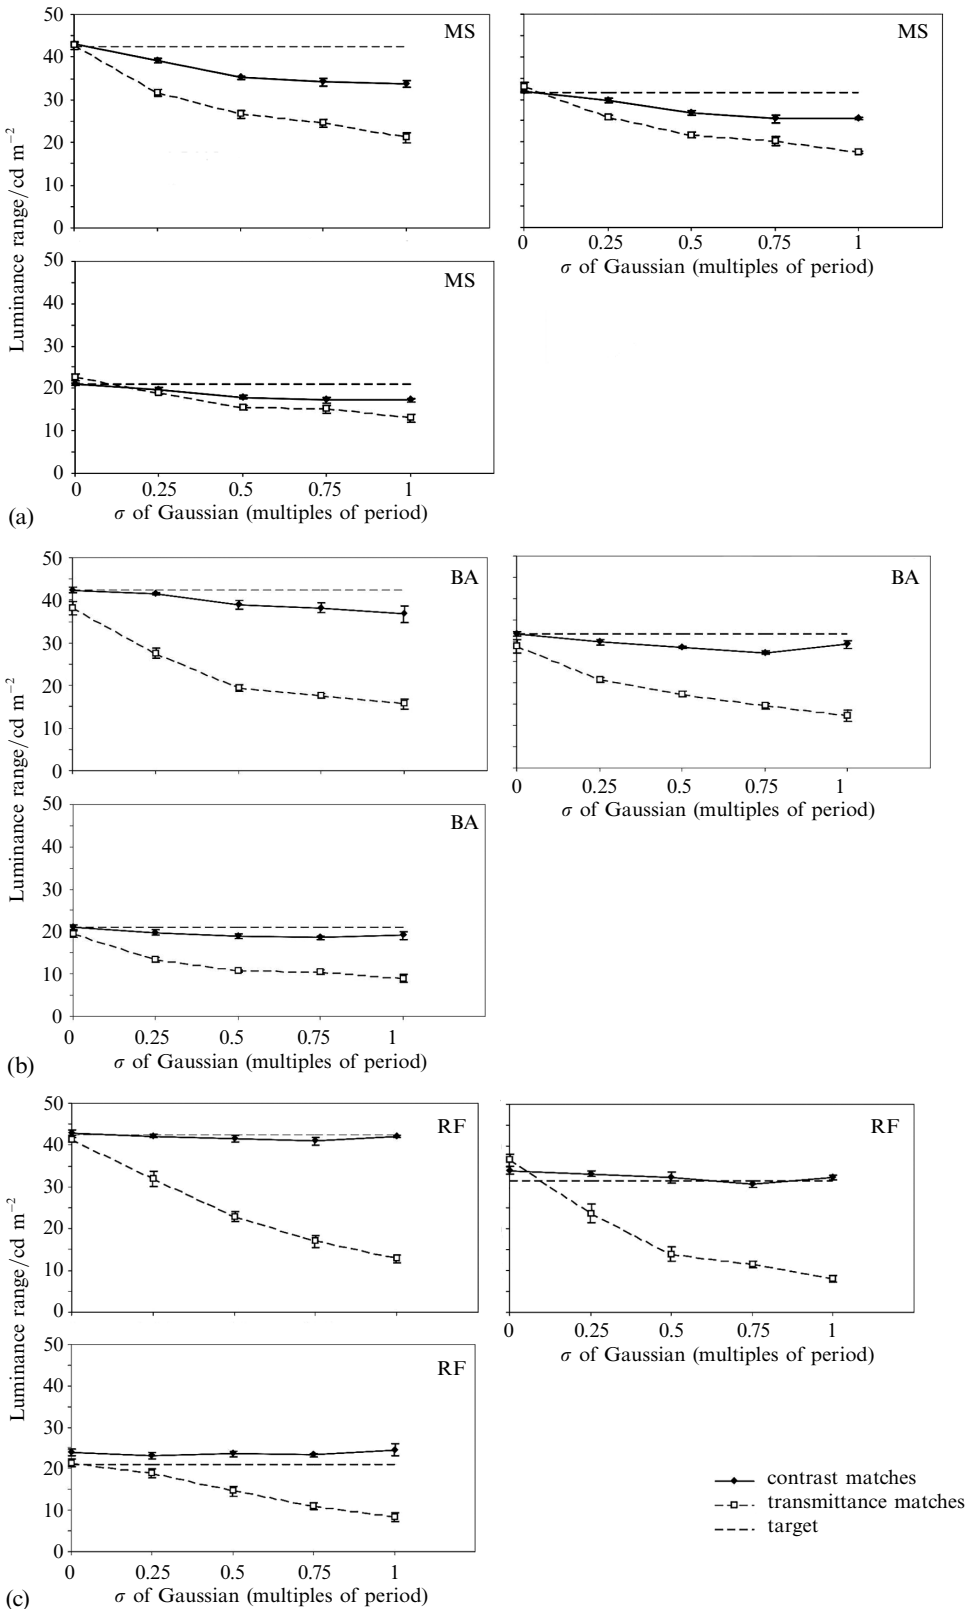 50
40
30
20
10
0
MS
MS
0 0.25 0.5 0.75 1
σ of Gaussian (multiples of period)
Luminance range/cd m⁻²
50
40
30
20
10
0
MS
0 0.25 0.5 0.75 1
σ of Gaussian (multiples of period)
(a)
50
40
30
20
10
0
BA
BA
0 0.25 0.5 0.75 1
σ of Gaussian (multiples of period)
Luminance range/cd m⁻²
50
40
30
20
10
0
BA
0 0.25 0.5 0.75 1
σ of Gaussian (multiples of period)
(b)
50
40
30
20
10
0
RF
RF
0 0.25 0.5 0.75 1
σ of Gaussian (multiples of period)
Luminance range/cd m⁻²
50
40
30
20
10
0
RF
0 0.25 0.5 0.75 1
σ of Gaussian (multiples of period)
contrast matches
transmittance matches
target
(c)